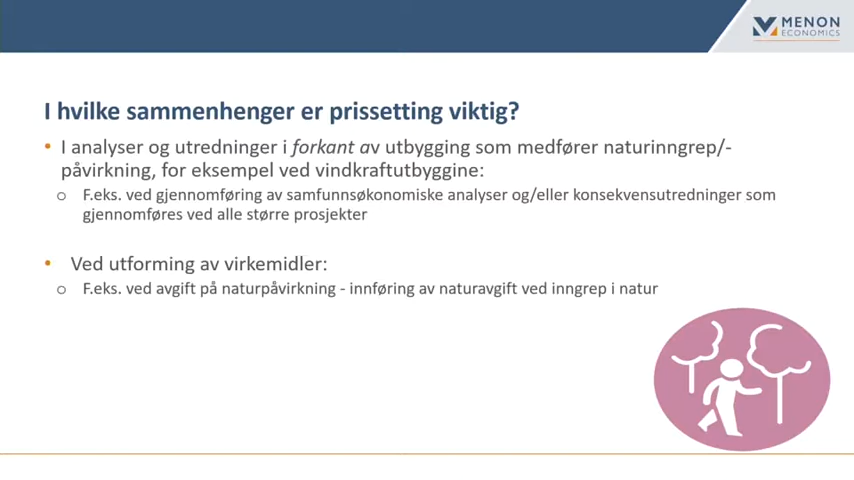 MENON
ECONOMICS
I hvilke sammenhenger er prissetting viktig?
• I analyser og utredninger i forkant av utbygging som medfører naturinngrep/-
påvirkning, for eksempel ved vindkraftutbyggine:
o F.eks. ved gjennomføring av samfunnsøkonomiske analyser og/eller konsekvensutredninger som
gjennomføres ved alle større prosjekter
• Ved utforming av virkemidler:
o F.eks. ved avgift på naturpåvirkning - innføring av naturavgift ved inngrep i natur